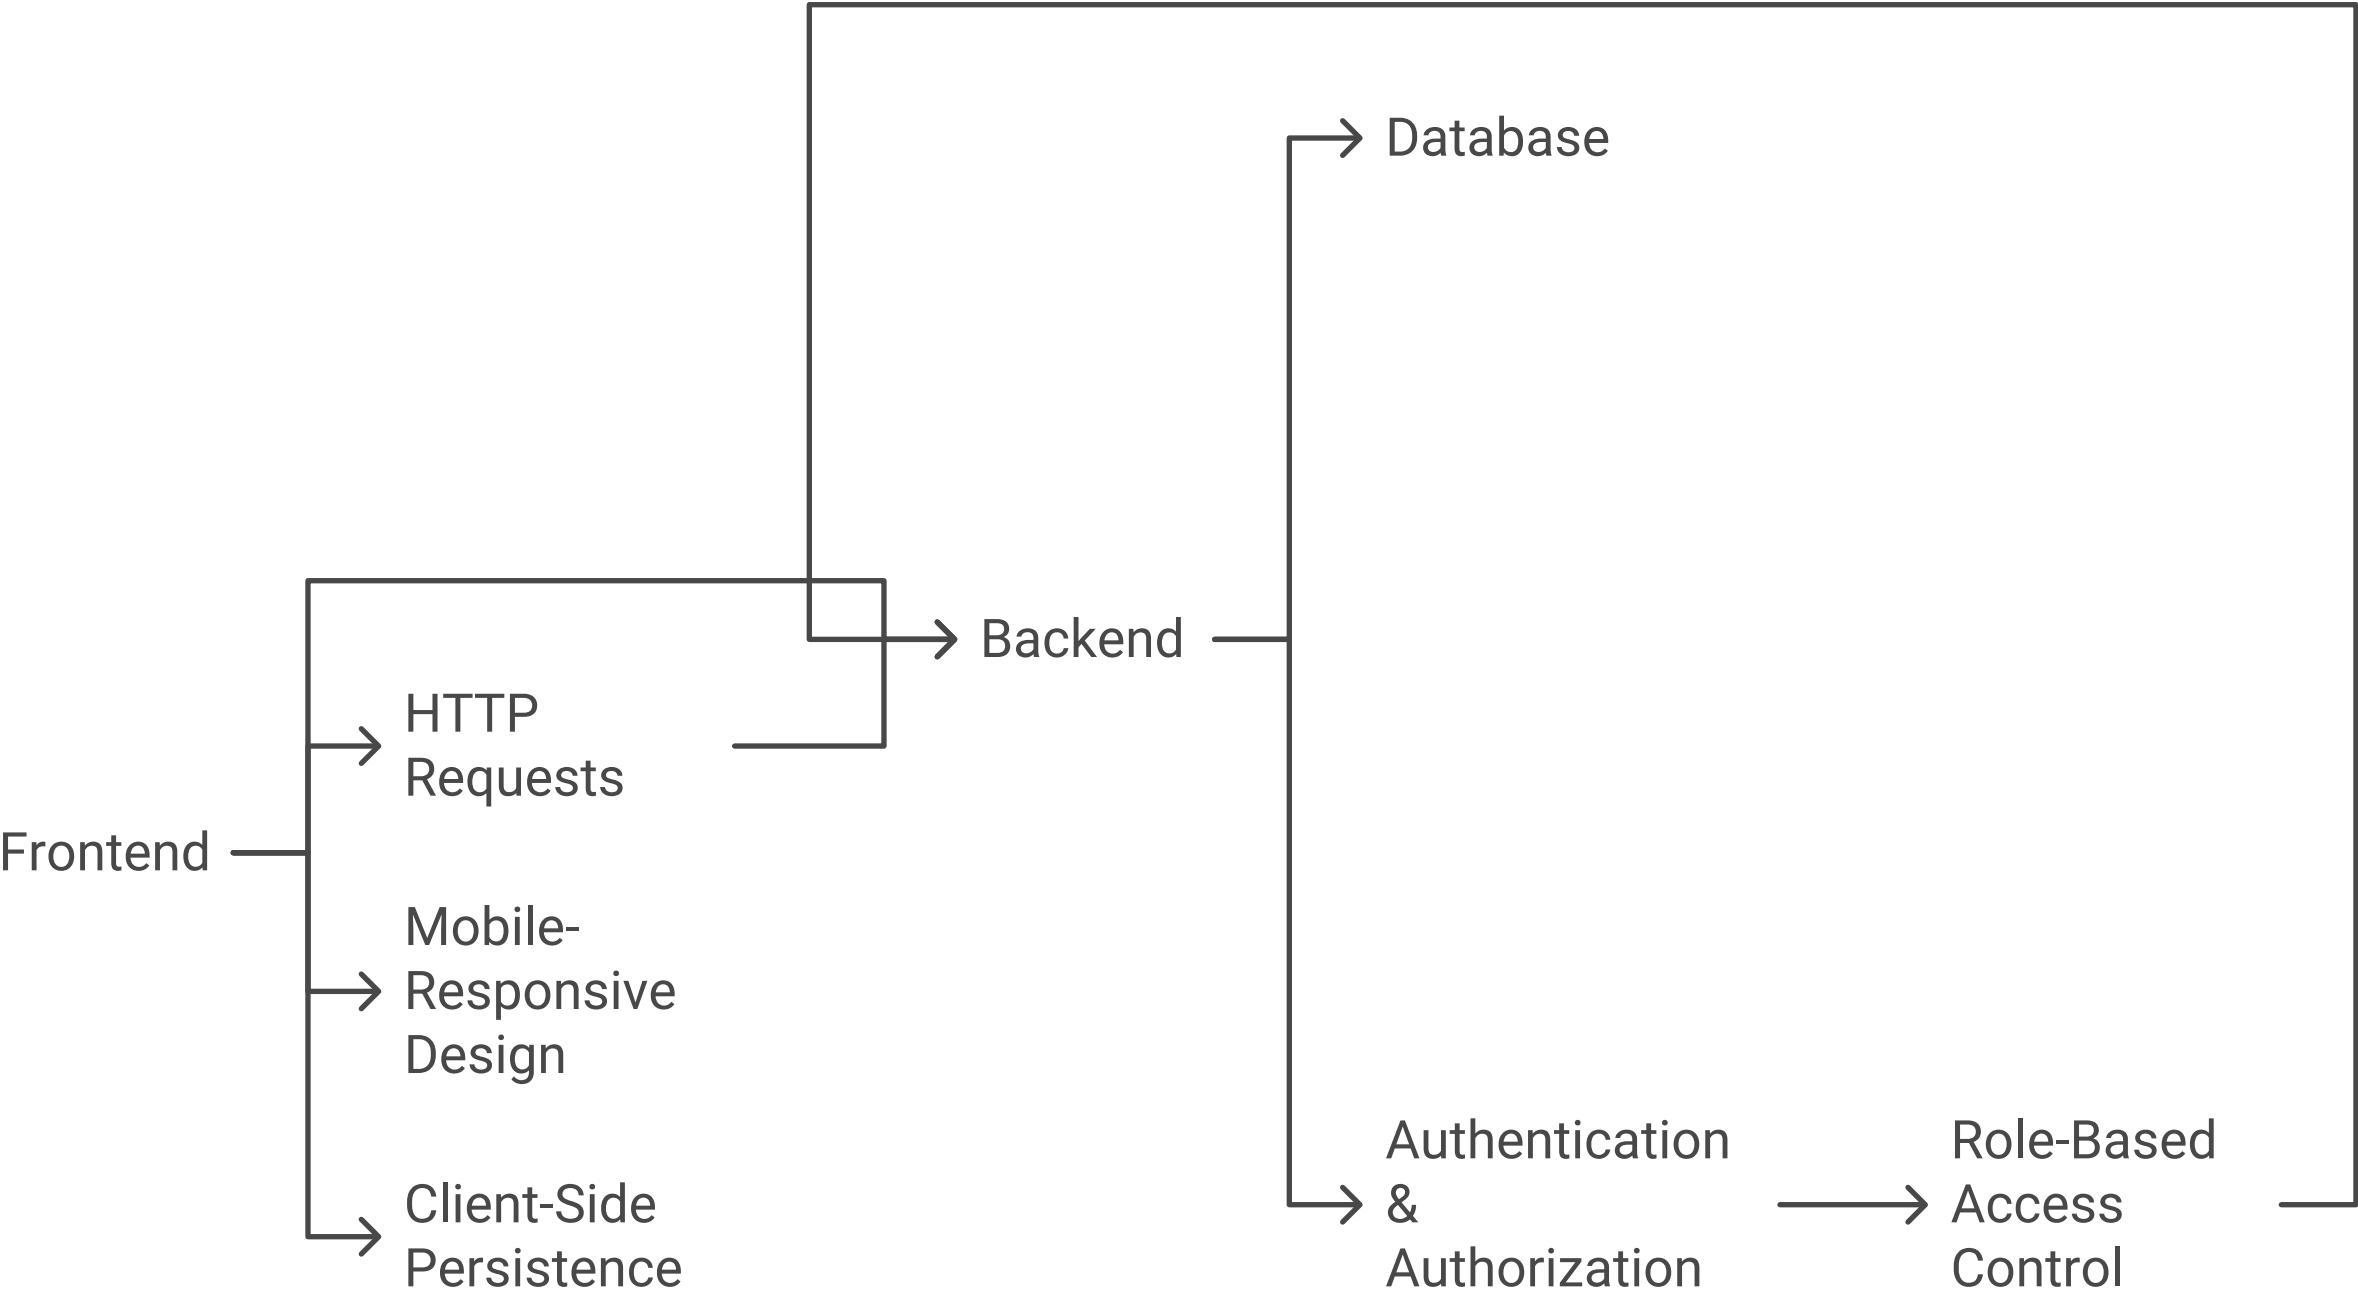 Database
Backend
HTTP
Requests
Frontend
Mobile-
Responsive
Design
Client-Side
Persistence
Authentication
&
Authorization
Role-Based
Access
Control